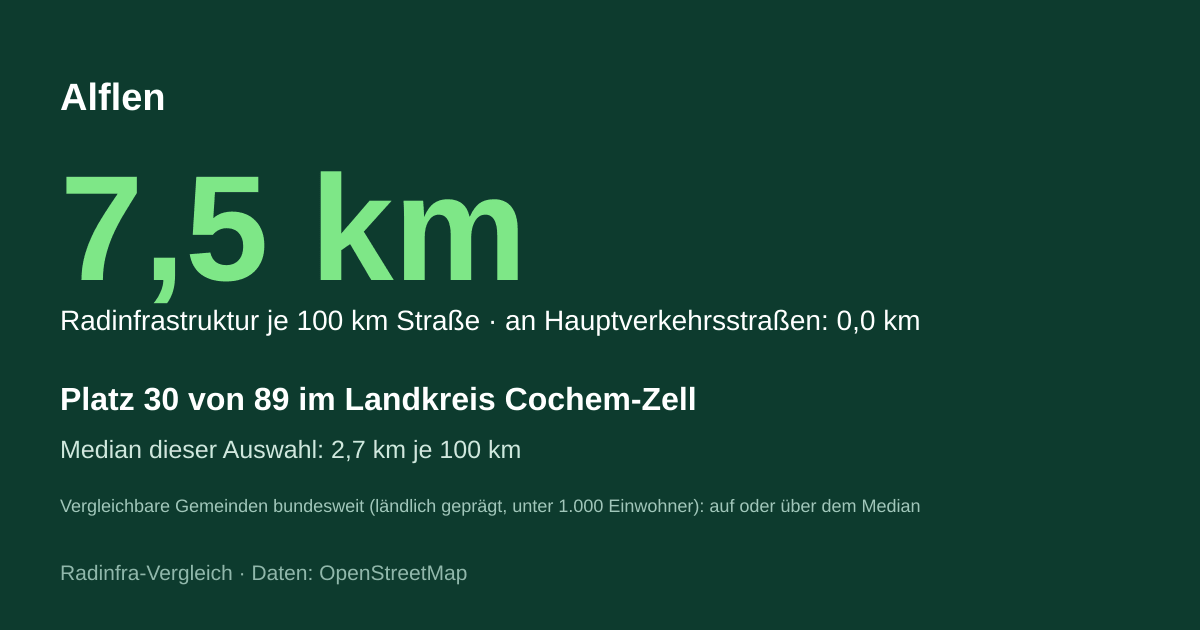 Alflen
7,5 km
Radinfrastruktur je 100 km Straße · an Hauptverkehrsstraßen: 0,0 km
Platz 30 von 89 im Landkreis Cochem-Zell
Median dieser Auswahl: 2,7 km je 100 km
Vergleichbare Gemeinden bundesweit (ländlich geprägt, unter 1.000 Einwohner): auf oder über dem Median
Radinfra-Vergleich · Daten: OpenStreetMap